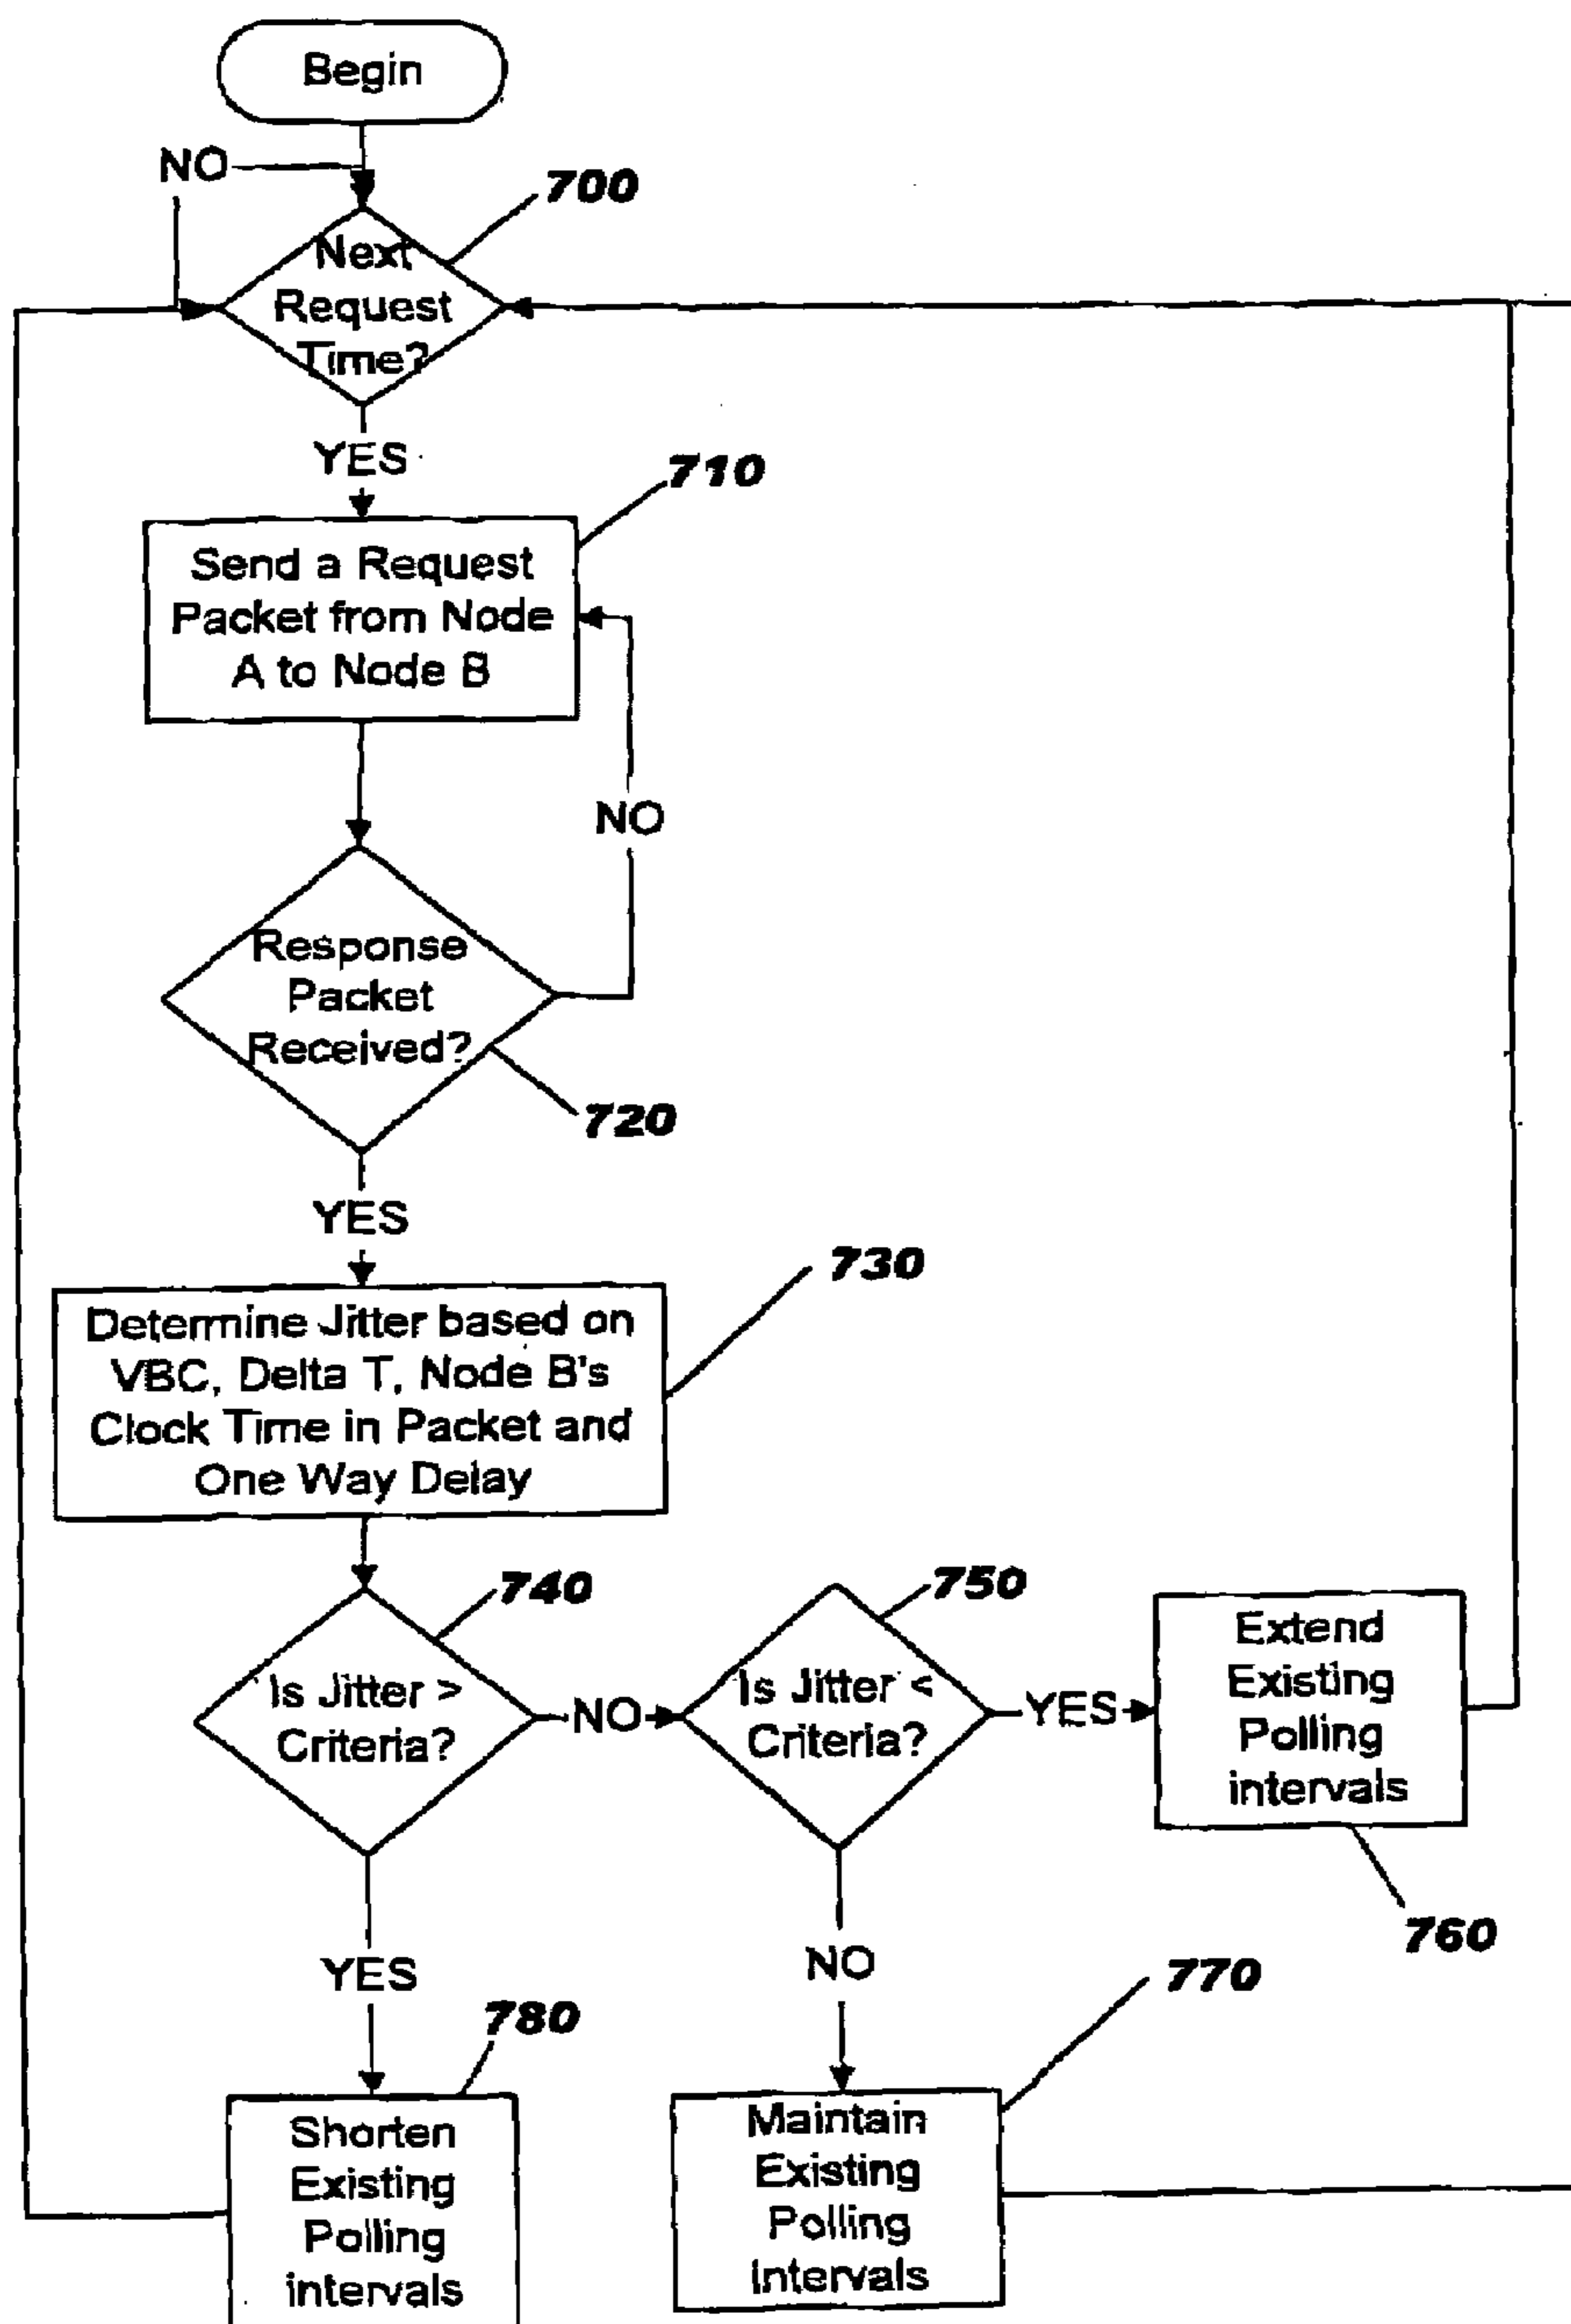 Begin
NO
700
Next
Request
Time?
YES
710
Send a Request
Packet from Node
A to Node B
NO
Response
Packet
Received?
720
YES
730
Determine Jitter based on
VBC, Delta T, Node B's
Clock Time in Packet and
One Way Delay
740
Is Jitter >
Criteria?
NO
750
Is Jitter <
Criteria?
YES
Extend
Existing
Polling
intervals
760
YES
NO
770
780
Shorten
Existing
Polling
intervals
Maintain
Existing
Polling
Intervals